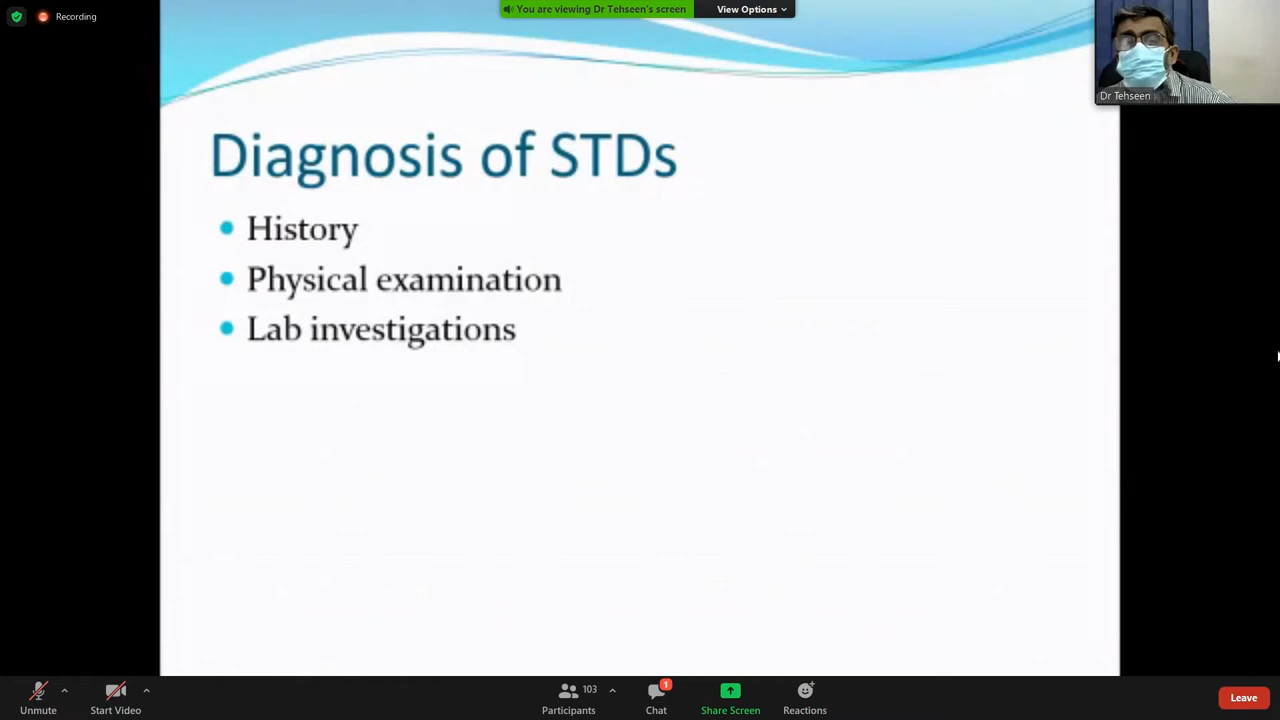 Recording
You are viewing Dr Tehseen's screen
View Options
Dr Tehseen
Diagnosis of STDs
• History
• Physical examination
• Lab investigations
Unmute
Start Video
103
Participants
1
Chat
Share Screen
Reactions
Leave